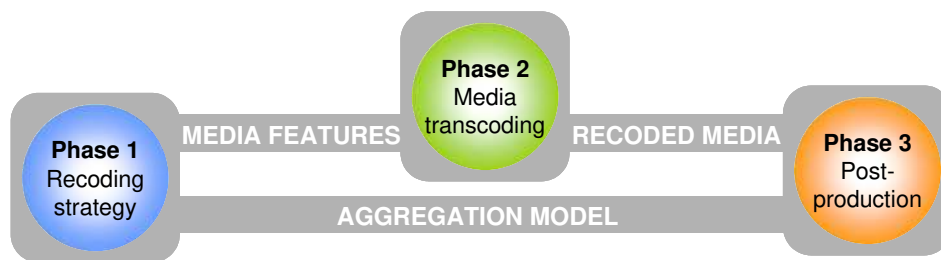 Phase 1
Recoding
strategy
MEDIA FEATURES
Phase 2
Media
transcoding
RECODED MEDIA
Phase 3
Post-
production
AGGREGATION MODEL